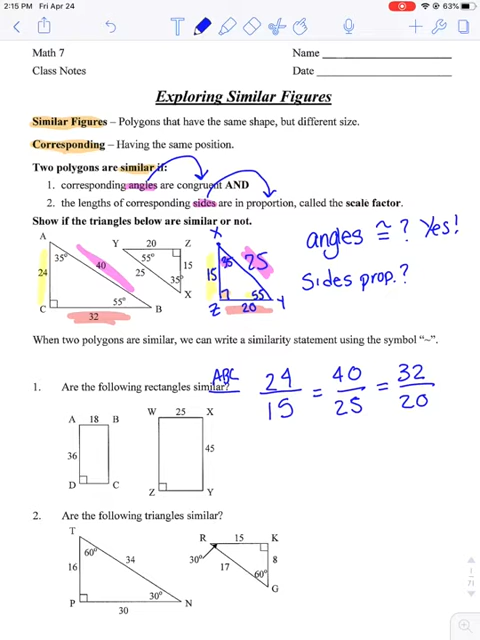 2:15 PM Fri Apr 24
63%
Math 7
Name
Class Notes
Date
Exploring Similar Figures
Similar Figures – Polygons that have the same shape, but different size.
Corresponding – Having the same position.
Two polygons are similar if:
1. corresponding angles are congruent AND
2. the lengths of corresponding sides are in proportion, called the scale factor.
Show if the triangles below are similar or not.
A 35° 24 40 C 32 55° B
Y 20 Z 55° 25 15 35° X
X 35 25 15 55 Z 20 Y
angles ≅? Yes!
Sides prop.?
When two polygons are similar, we can write a similarity statement using the symbol "~".
1. Are the following rectangles similar?
ABC 24/15 = 40/25 = 32/20
A 18 B 36 D C
W 25 X 45 Z Y
2. Are the following triangles similar?
T 60° 16 34 P 30 30° N
R 15 K 30° 8 17 60° G